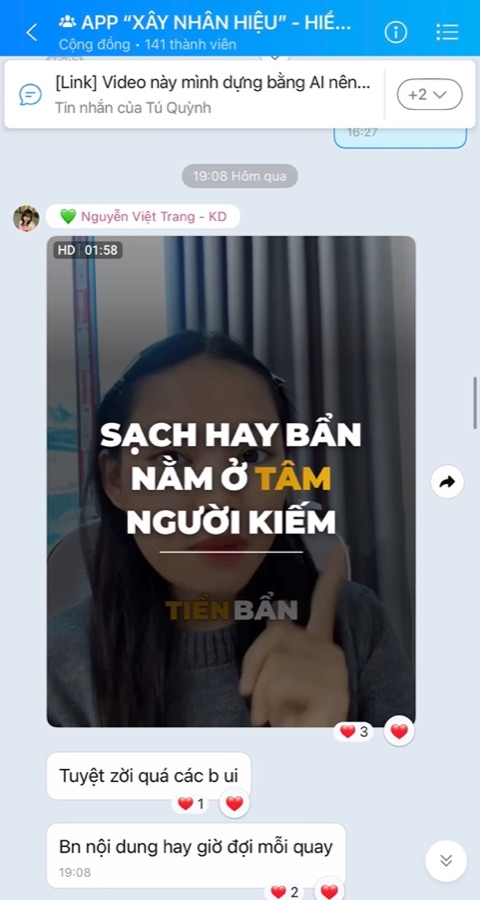 APP “XÂY NHÂN HIỆU” - HIỂ...
Cộng đồng • 141 thành viên
[Link] Video này mình dựng bằng AI nên...
Tin nhắn của Tú Quỳnh
+2
16:27
19:08 Hôm qua
Nguyễn Việt Trang - KD
HD 01:58
SẠCH HAY BẨN
NẰM Ở TÂM
NGƯỜI KIẾM
TIỀN BẨN
3
Tuyệt zời quá các b ui
1
Bn nội dung hay giờ đợi mỗi quay
19:08
2